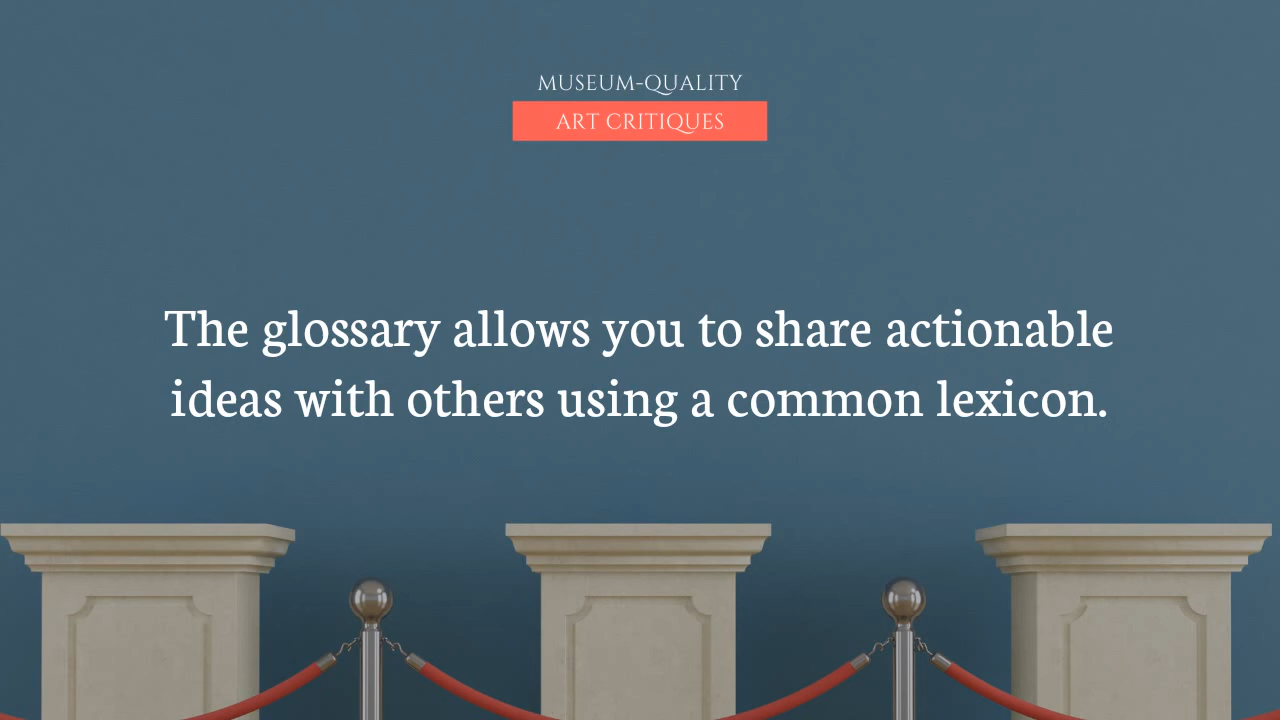 MUSEUM-QUALITY
ART CRITIQUES
The glossary allows you to share actionable
ideas with others using a common lexicon.